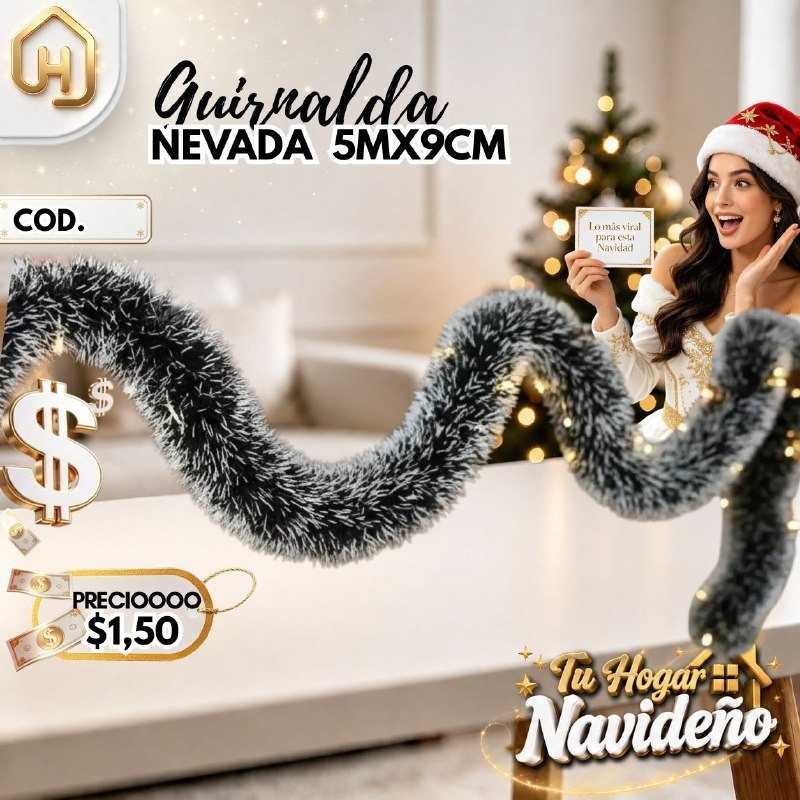 H
Guirnalda
NEVADA 5MX9CM
COD.
Lo más viral
para esta
Navidad
$
$
PRECIOOOO
$1,50
Tu Hogar
Navideño